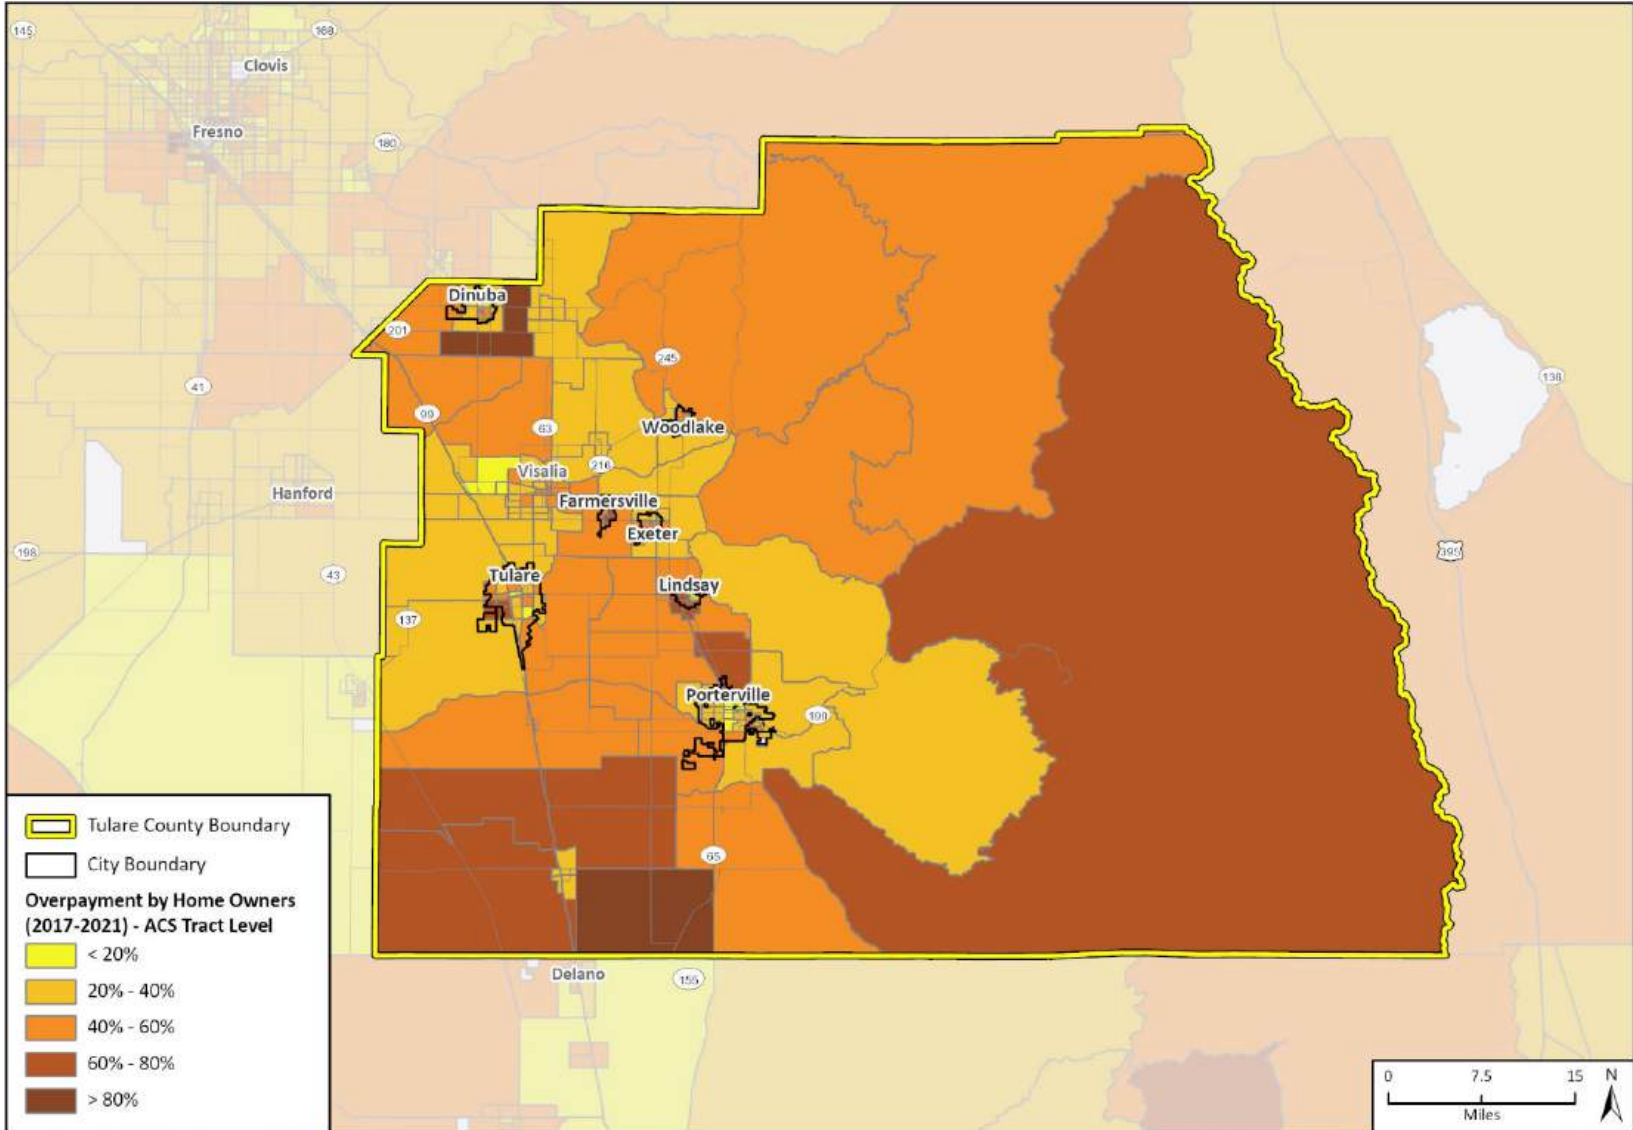 145
168
Clovis
Fresno
180
Dinuba
201
245
41
138
99
Woodlake
63
216
Visalia
Hanford
Farmersville
Exeter
198
395
43
Tulare
Lindsay
137
Porterville
190
65
Delano
155
Tulare County Boundary
City Boundary
Overpayment by Home Owners
(2017-2021) - ACS Tract Level
< 20%
20% - 40%
40% - 60%
60% - 80%
> 80%
0 7.5 15 N
Miles